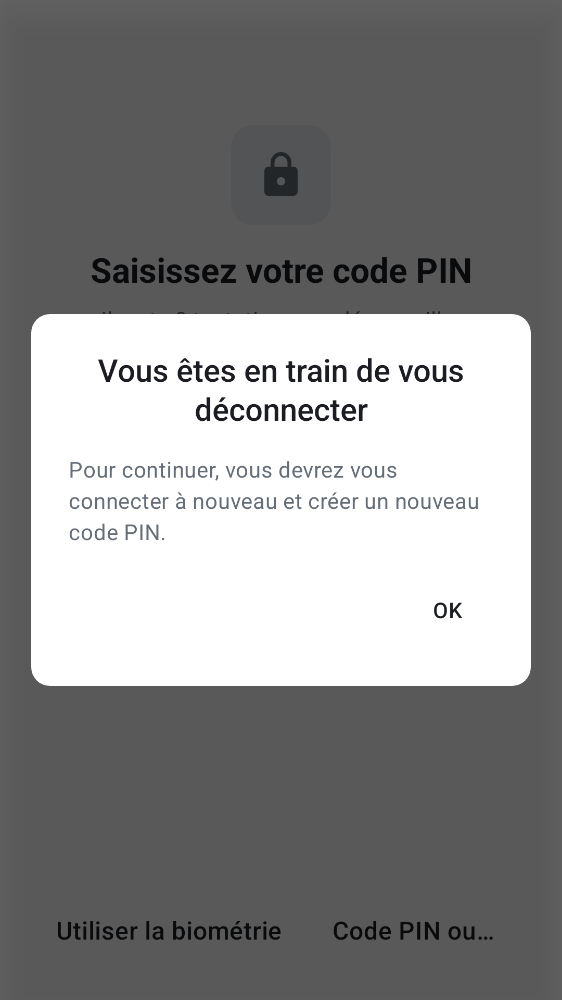 Saisissez votre code PIN
Vous êtes en train de vous
déconnecter
Pour continuer, vous devrez vous
connecter à nouveau et créer un nouveau
code PIN.
OK
Utiliser la biométrie
Code PIN ou…